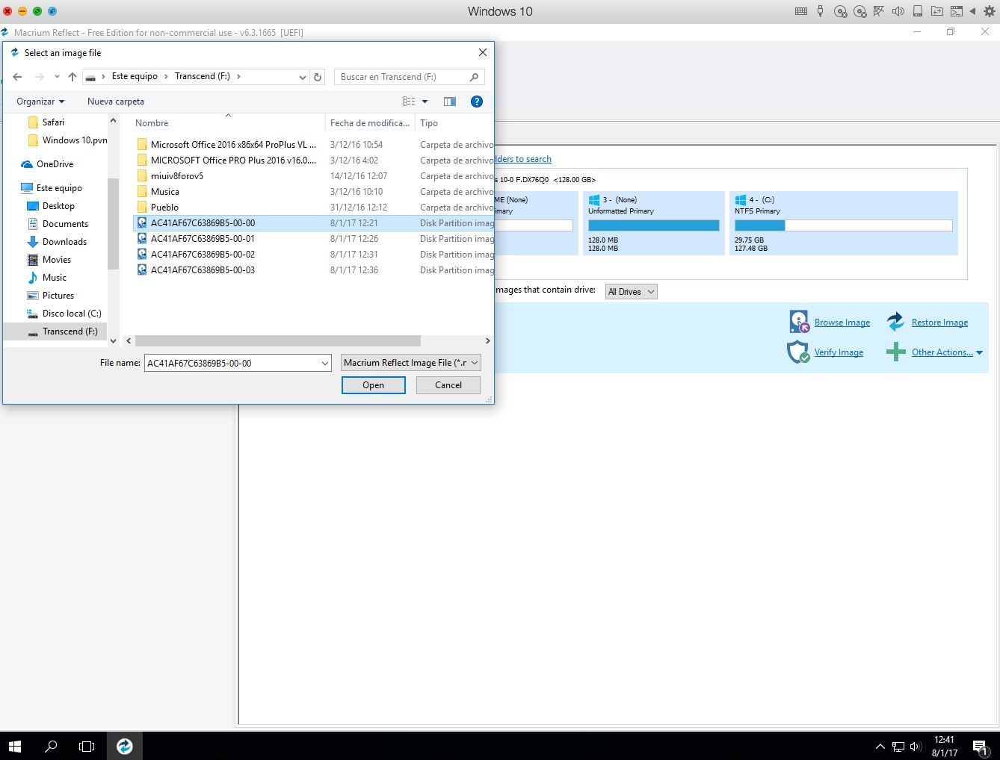 Windows 10
Macrium Reflect - Free Edition for non-commercial use - v6.3.1665 [UEFI]
Select an image file
Este equipo
Transcend (F:)
Buscar en Transcend (F:)
Organizar
Nueva carpeta
Nombre
Fecha de modifica...
Tipo
Safari
Windows 10.pvn
OneDrive
Este equipo
Desktop
Documents
Downloads
Movies
Music
Pictures
Disco local (C:)
Transcend (F:)
Microsoft Office 2016 x86x64 ProPlus VL ... 3/12/16 10:54 Carpeta de archivo
MICROSOFT Office PRO Plus 2016 v16.0.... 3/12/16 4:02 Carpeta de archivo
miuiv8forov5 14/12/16 12:07 Carpeta de archivo
Musica 3/12/16 10:10 Carpeta de archivo
Pueblo 31/12/16 12:12 Carpeta de archivo
AC41AF67C63869B5-00-00 8/1/17 12:21 Disk Partition imag
AC41AF67C63869B5-00-01 8/1/17 12:26 Disk Partition imag
AC41AF67C63869B5-00-02 8/1/17 12:31 Disk Partition imag
AC41AF67C63869B5-00-03 8/1/17 12:36 Disk Partition imag
File name: AC41AF67C63869B5-00-00
Macrium Reflect Image File (*.r
Open
Cancel
lders to search
s 10-0 F.DX76Q0 <128.00 GB>
ME (None)
imary
3 - (None)
Unformatted Primary
128.0 MB
128.0 MB
4 - (C:)
NTFS Primary
29.75 GB
127.48 GB
mages that contain drive: All Drives
Browse Image
Restore Image
Verify Image
Other Actions...
12:41
8/1/17
1